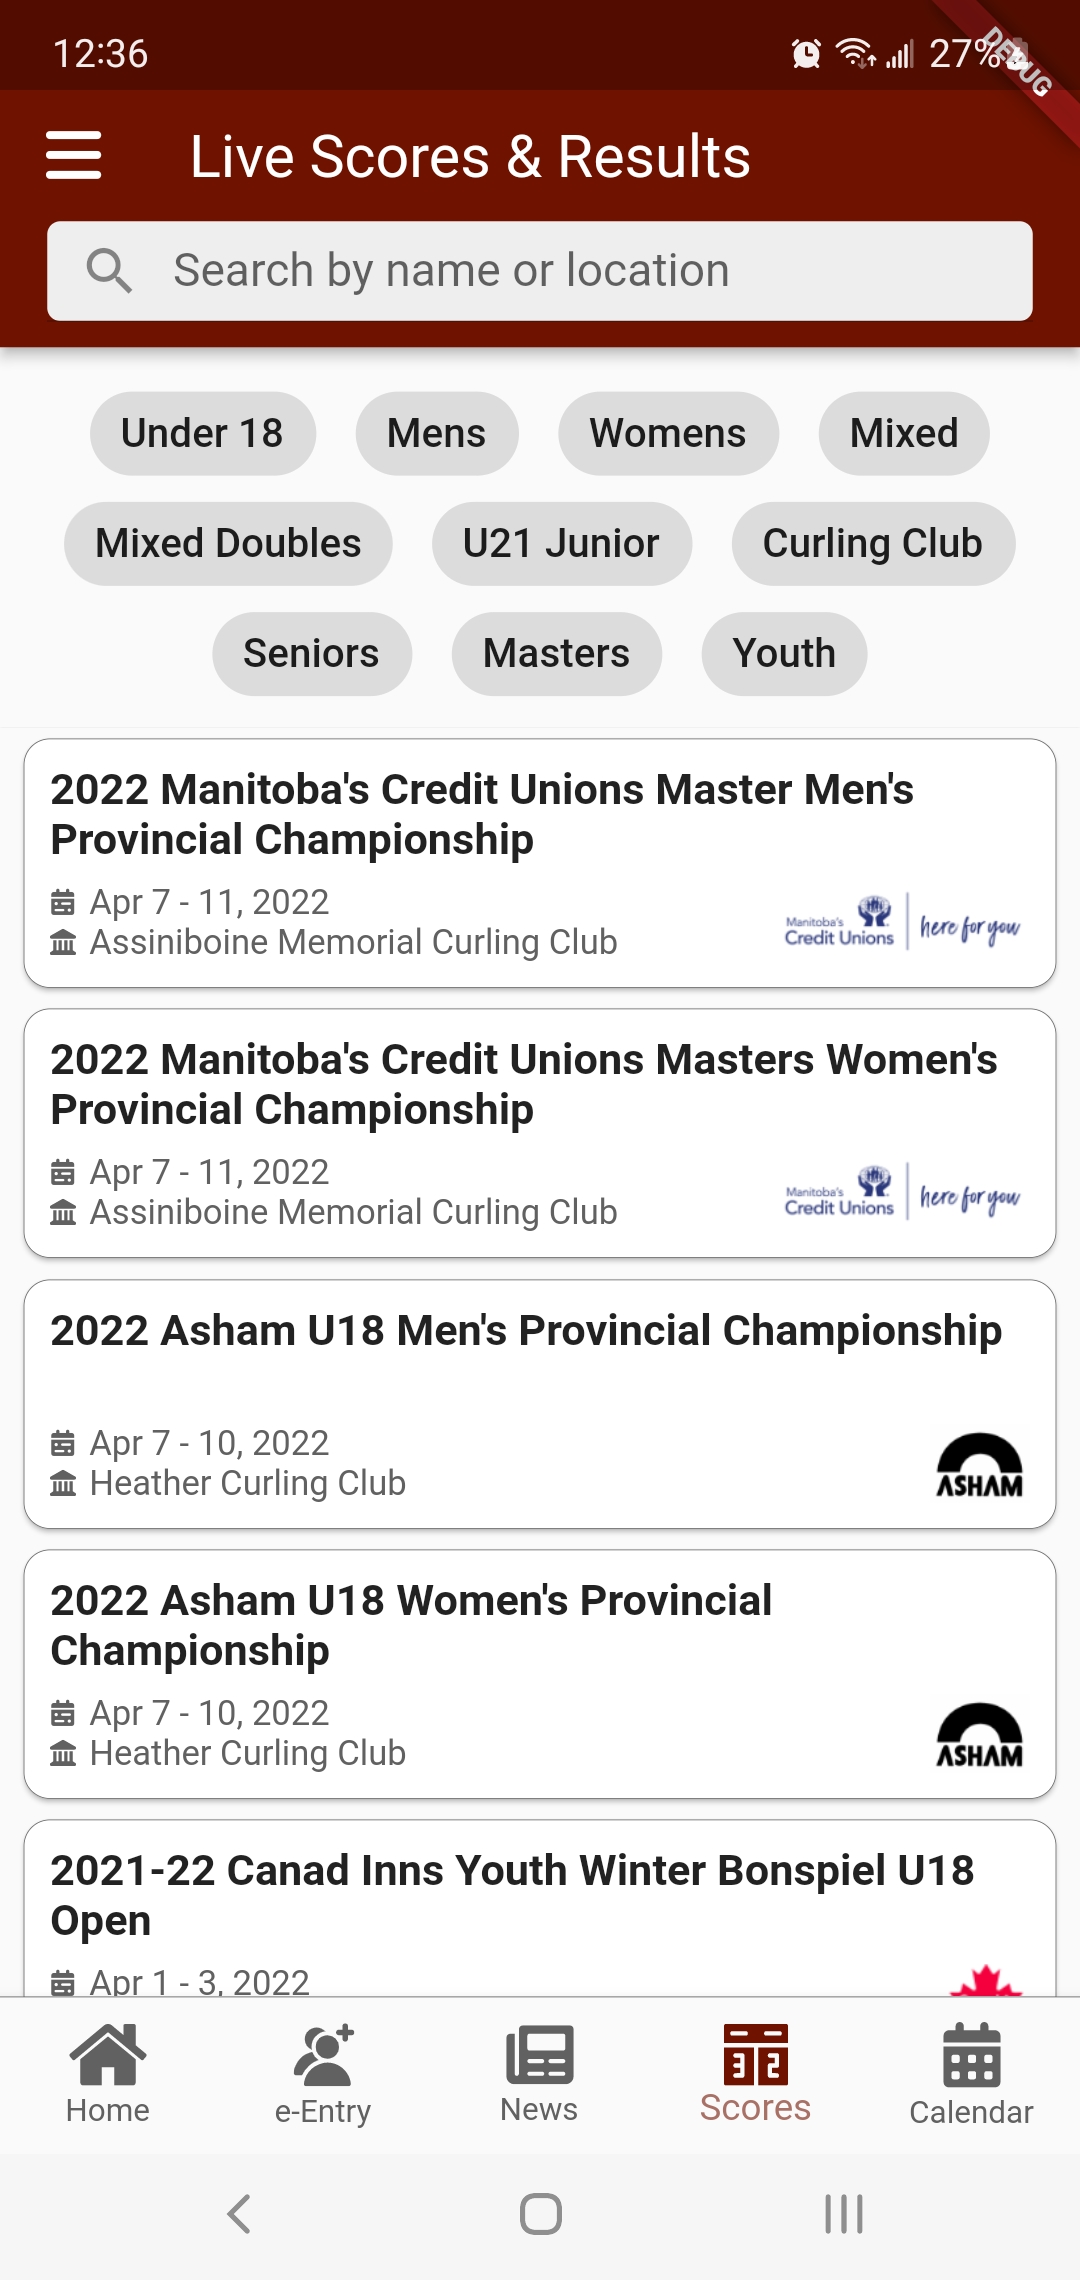 12:36
27%
DEBUG
Live Scores & Results
Search by name or location
Under 18 Mens Womens Mixed
Mixed Doubles U21 Junior Curling Club
Seniors Masters Youth
2022 Manitoba's Credit Unions Master Men's
Provincial Championship
Apr 7 - 11, 2022
Assiniboine Memorial Curling Club
Manitoba's
Credit Unions
here for you
2022 Manitoba's Credit Unions Masters Women's
Provincial Championship
Apr 7 - 11, 2022
Assiniboine Memorial Curling Club
Manitoba's
Credit Unions
here for you
2022 Asham U18 Men's Provincial Championship
Apr 7 - 10, 2022
Heather Curling Club
ASHAM
2022 Asham U18 Women's Provincial
Championship
Apr 7 - 10, 2022
Heather Curling Club
ASHAM
2021-22 Canad Inns Youth Winter Bonspiel U18
Open
Apr 1 - 3, 2022
3 2
Home e-Entry News Scores Calendar